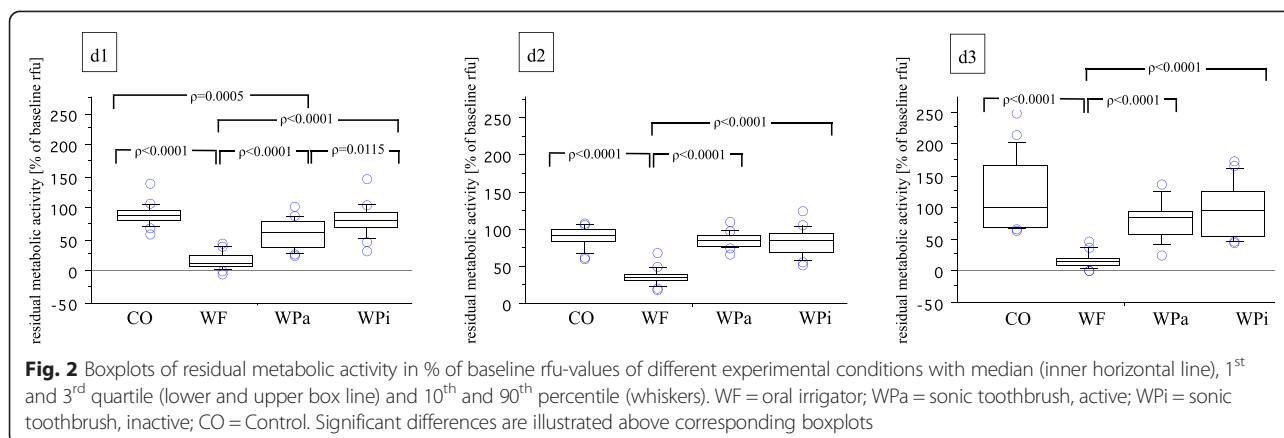 d1
residual metabolic activity [% of baseline rfu]
250
200
150
100
50
0
-50
ρ=0.0005
ρ<0.0001
ρ<0.0001
ρ<0.0001
ρ=0.0115
CO WF WPa WPi
d2
residual metabolic activity [% of baseline rfu]
250
200
150
100
50
0
ρ<0.0001
ρ<0.0001
ρ<0.0001
CO WF WPa WPi
d3
residual metabolic activity [% of baseline rfu]
250
200
150
100
50
0
-50
ρ<0.0001
ρ<0.0001
ρ<0.0001
CO WF WPa WPi
Fig. 2 Boxplots of residual metabolic activity in % of baseline rfu-values of different experimental conditions with median (inner horizontal line), 1st
and 3rd quartile (lower and upper box line) and 10th and 90th percentile (whiskers). WF = oral irrigator; WPa = sonic toothbrush, active; WPi = sonic
toothbrush, inactive; CO = Control. Significant differences are illustrated above corresponding boxplots